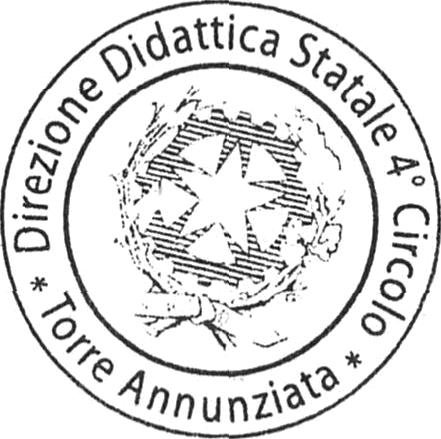 Direzione Didattica Statale 4° Circolo
* Torre Annunziata *